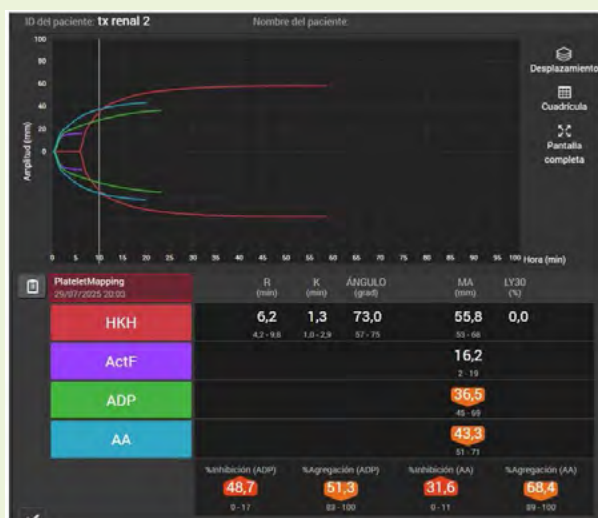 ID del paciente: tx renal 2 Nombre del paciente:
Desplazamiento
Cuadrícula
Pantalla completa
Amplitud (mm)
100
80
60
40
20
0
0 5 10 15 20 25 30 35 40 45 50 55 60 65 70 75 80 85 90 95 100 Hora (min)
PlateletMapping
29/07/2025 20:03
R (min) K (min) ÁNGULO (grad) MA (mm) LY30 (%)
HKH 6,2 1,3 73,0 55,8 0,0
4,2 - 9,8 1,0 - 2,9 57 - 75 53 - 68
ActF 16,2
2 - 19
ADP 36,5
45 - 69
AA 43,3
51 - 71
%Inhibición (ADP) %Agregación (ADP) %Inhibición (AA) %Agregación (AA)
48,7 51,3 31,6 68,4
0 - 17 83 - 100 0 - 11 89 - 100